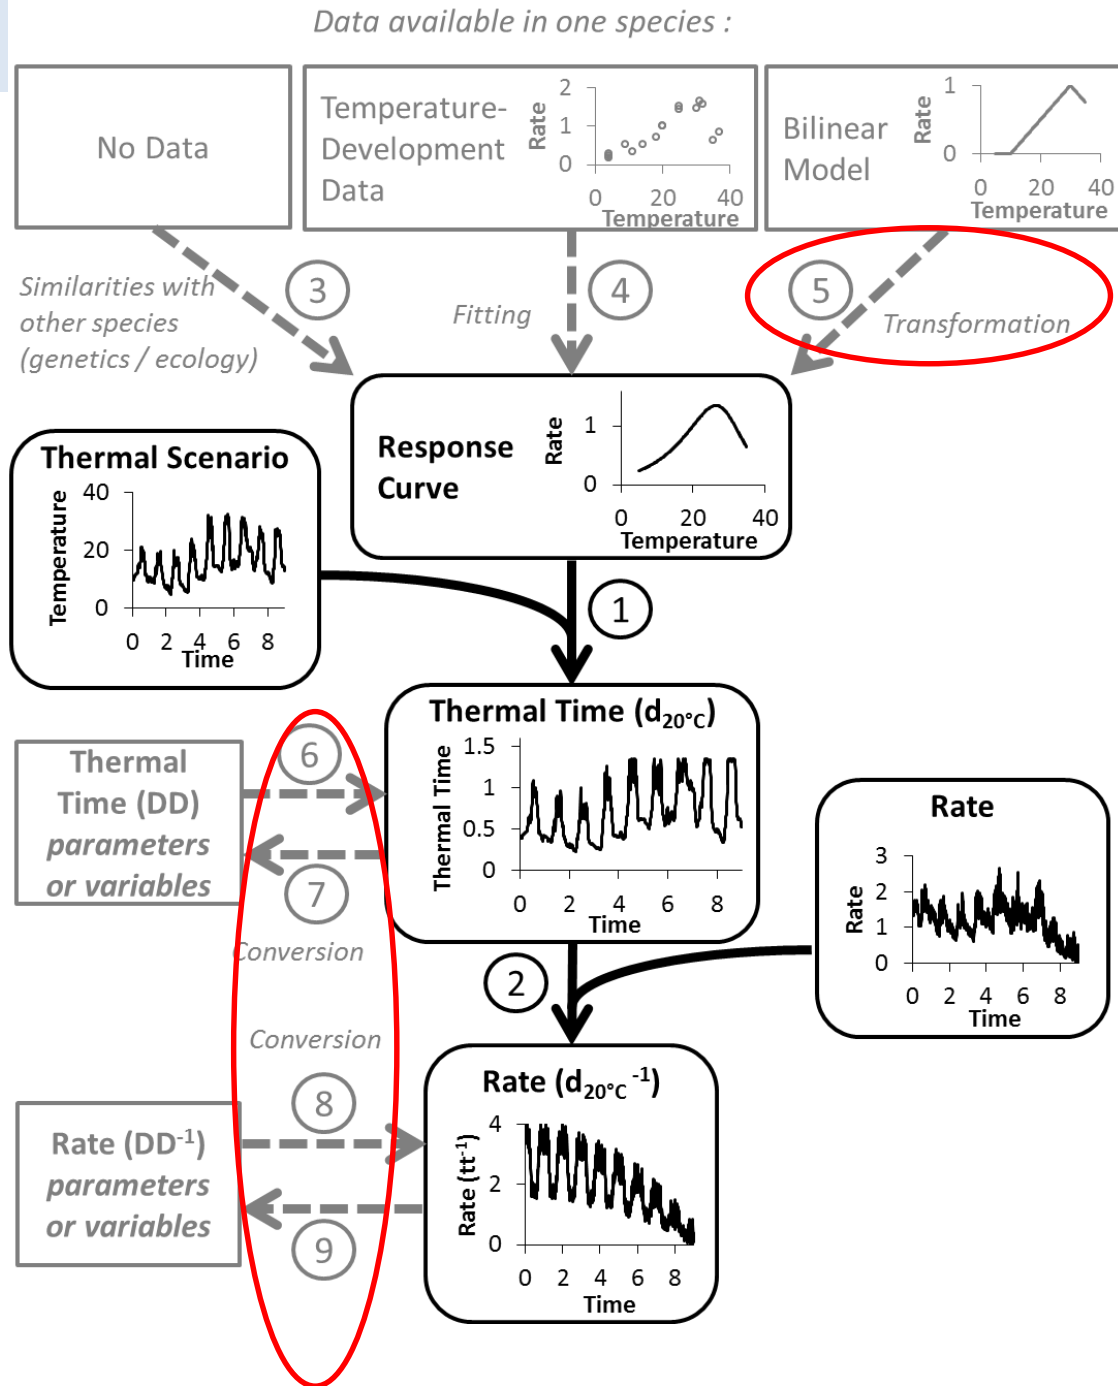 Data available in one species :
No Data
Temperature-
Development
Data
Rate
2
1
0
0
20
40
Temperature
Bilinear
Model
Rate
1
0
0
20
40
Temperature
Similarities with
other species
(genetics / ecology)
3
Fitting
4
5
Transformation
Thermal Scenario
Temperature
40
20
0
0 2 4 6 8
Time
Response
Curve
Rate
1
0
0 20 40
Temperature
1
Thermal Time (d20°C)
Thermal Time
1.5
1
0.5
0
0 2 4 6 8
Time
Thermal
Time (DD)
parameters
or variables
6
7
Conversion
Rate
Rate
3
2
1
0
0 2 4 6 8
Time
2
Conversion
Rate (DD-1)
parameters
or variables
8
9
Rate (d20°C -1)
Rate (tt-1)
4
2
0
0 2 4 6 8
Time